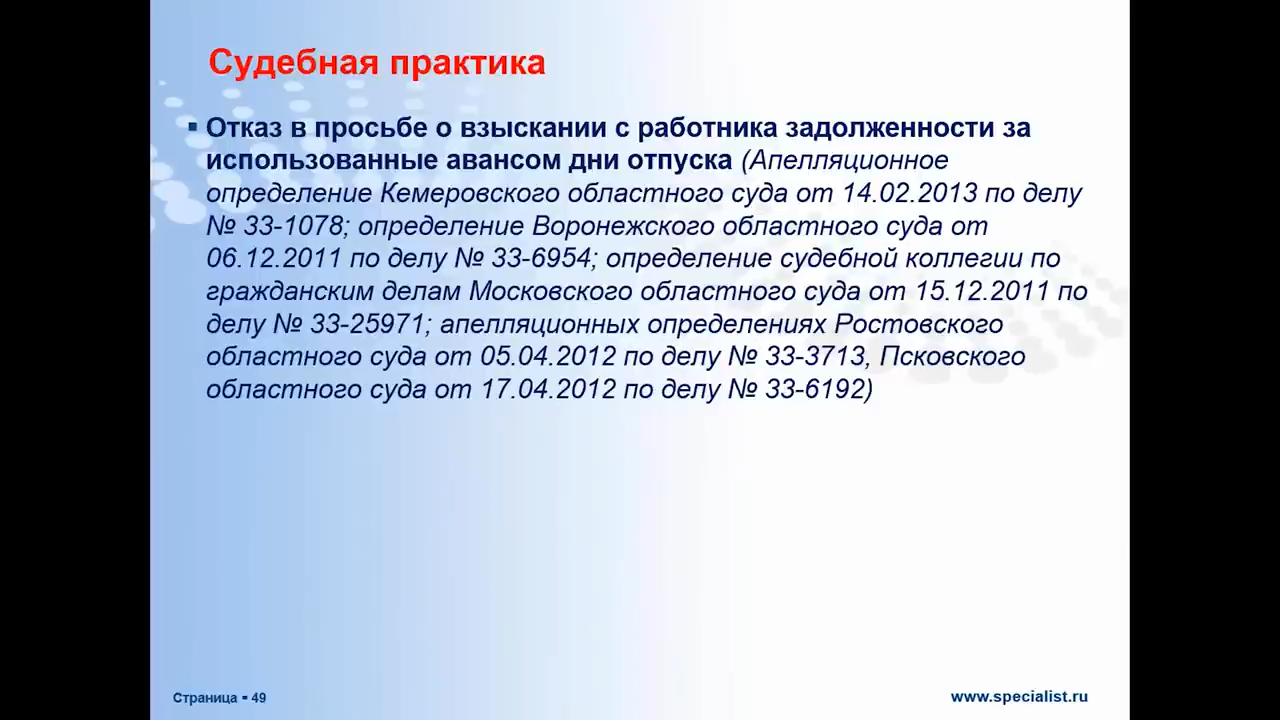 Судебная практика
▪ Отказ в просьбе о взыскании с работника задолженности за
использованные авансом дни отпуска (Апелляционное
определение Кемеровского областного суда от 14.02.2013 по делу
№ 33-1078; определение Воронежского областного суда от
06.12.2011 по делу № 33-6954; определение судебной коллегии по
гражданским делам Московского областного суда от 15.12.2011 по
делу № 33-25971; апелляционных определениях Ростовского
областного суда от 05.04.2012 по делу № 33-3713, Псковского
областного суда от 17.04.2012 по делу № 33-6192)
Страница ▪ 49
www.specialist.ru